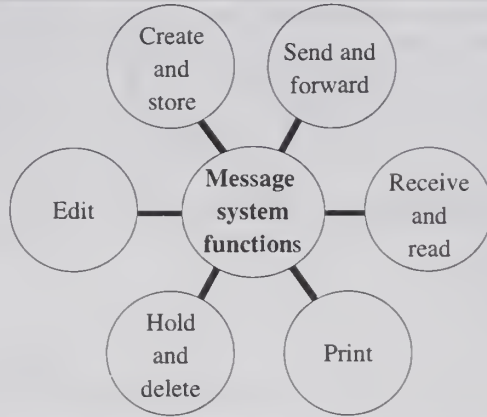 Create
and
store
Send and
forward
Edit
Message
system
functions
Receive
and
read
Hold
and
delete
Print